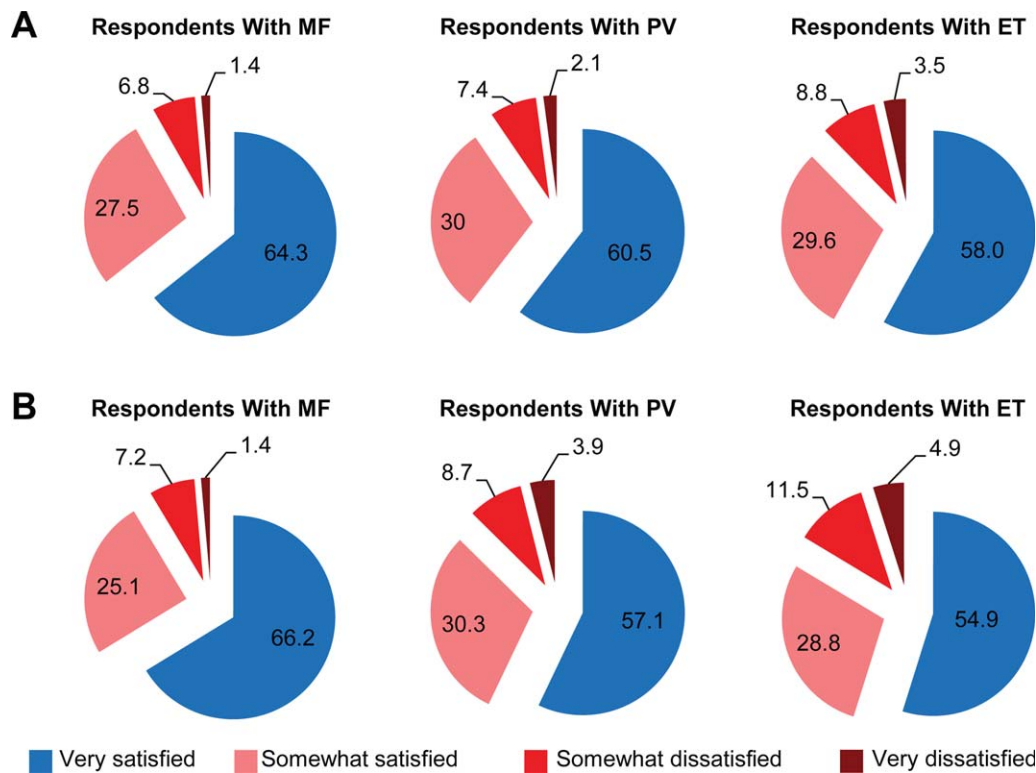 A
Respondents With MF
Respondents With PV
Respondents With ET
6.8
1.4
27.5
64.3
7.4
2.1
30
60.5
8.8
3.5
29.6
58.0
B
Respondents With MF
Respondents With PV
Respondents With ET
7.2
1.4
25.1
66.2
8.7
3.9
30.3
57.1
11.5
4.9
28.8
54.9
Very satisfied
Somewhat satisfied
Somewhat dissatisfied
Very dissatisfied